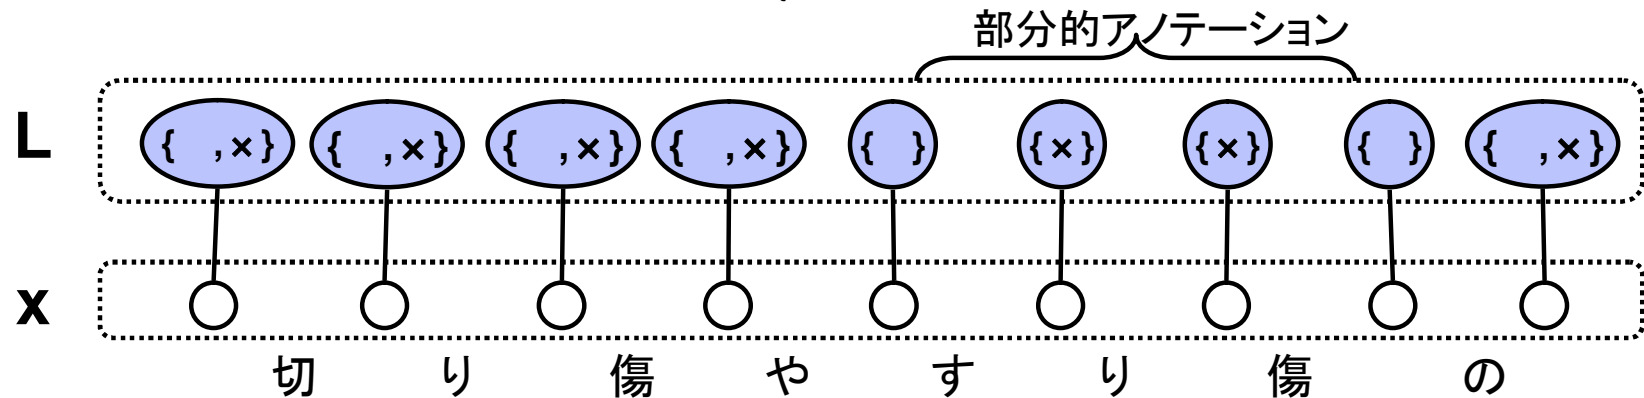 部分的アノテーション
L { ,×} { ,×} { ,×} { ,×} { } {×} {×} { } { ,×}
x
切 り 傷 や す り 傷 の